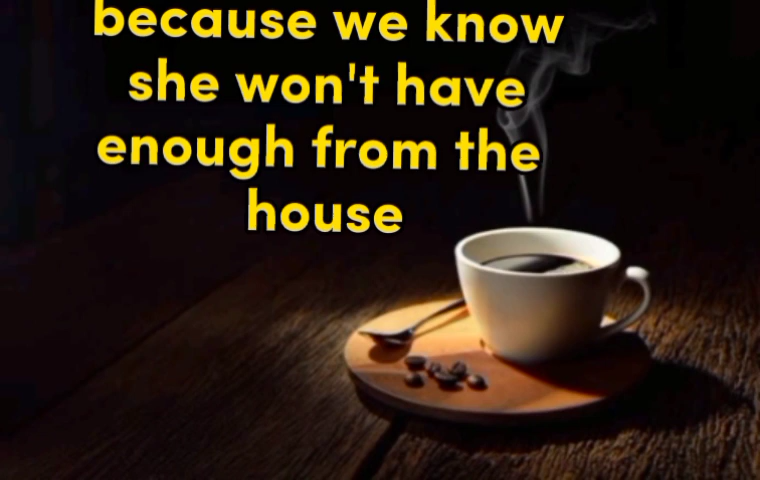 because we know
she won't have
enough from the
house